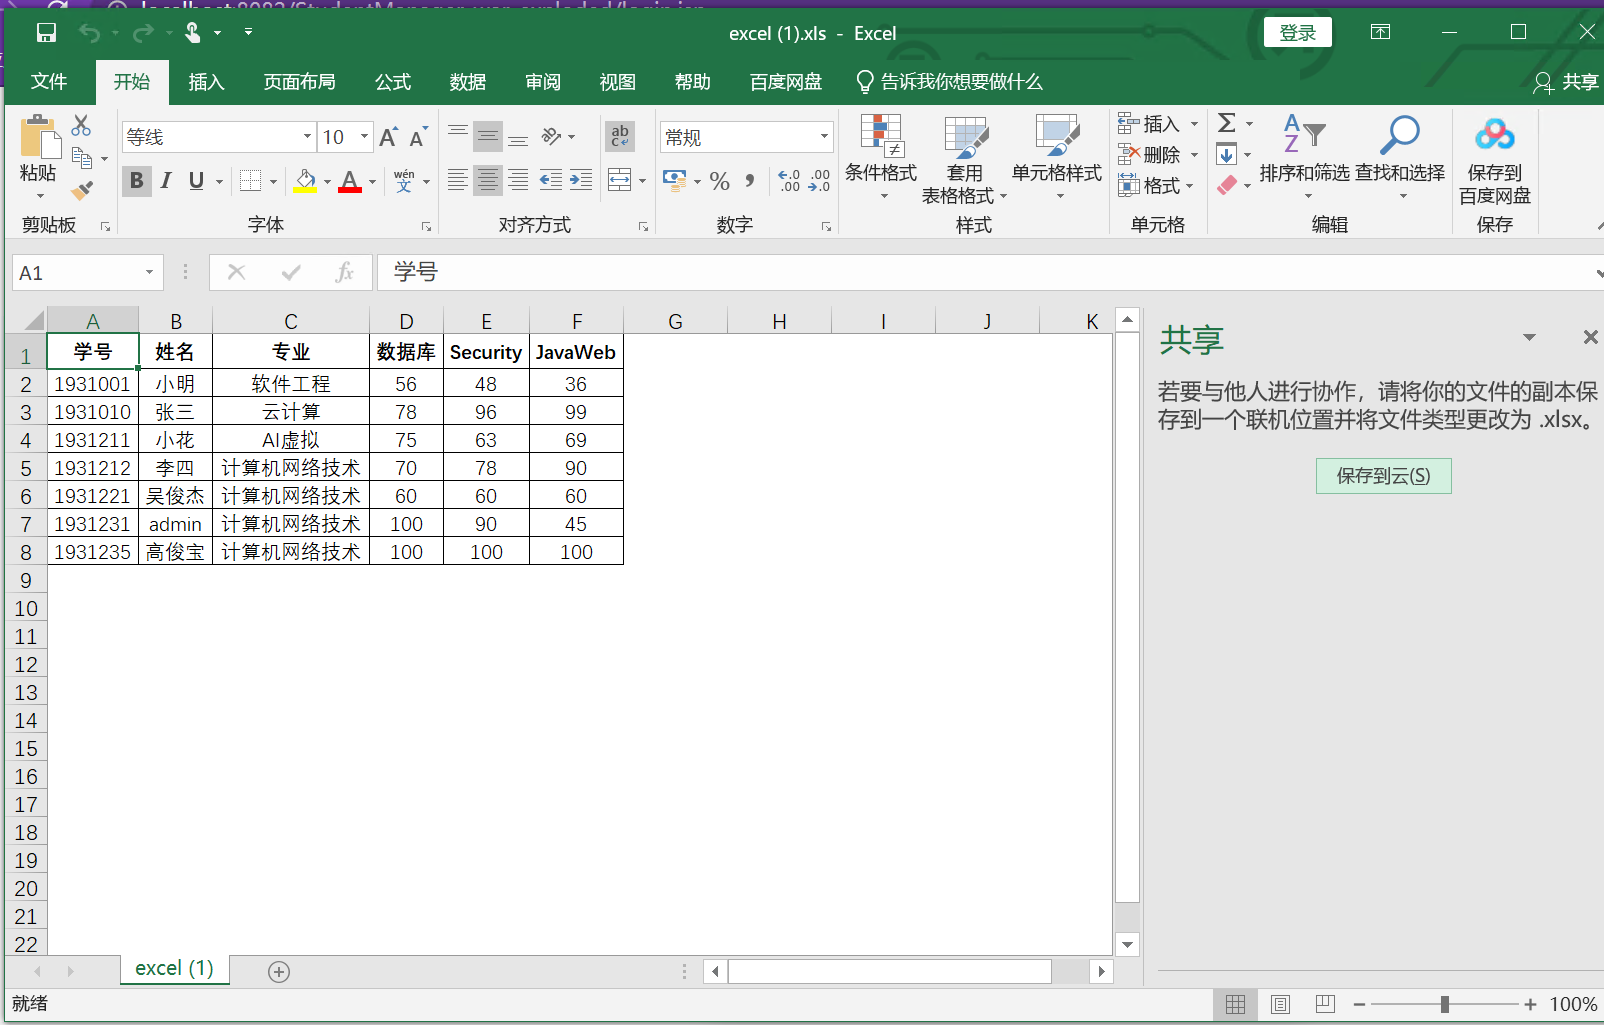 localhost:8082/StudentManager_war_exploded/login.jsp
excel (1).xls - Excel
登录
文件 开始 插入 页面布局 公式 数据 审阅 视图 帮助 百度网盘 告诉我你想要做什么 共享
粘贴
剪贴板
等线 10 A A
B I U A wén 文
字体
ab c
对齐方式
常规
% , .0 .00 .00 .0
数字
条件格式 套用 表格格式 单元格样式
样式
插入
删除
格式
单元格
Σ A Z 排序和筛选 查找和选择
编辑
保存到 百度网盘
保存
A1 fx 学号
A B C D E F G H I J K
1 学号 姓名 专业 数据库 Security JavaWeb
2 1931001 小明 软件工程 56 48 36
3 1931010 张三 云计算 78 96 99
4 1931211 小花 AI虚拟 75 63 69
5 1931212 李四 计算机网络技术 70 78 90
6 1931221 吴俊杰 计算机网络技术 60 60 60
7 1931231 admin 计算机网络技术 100 90 45
8 1931235 高俊宝 计算机网络技术 100 100 100
9
10
11
12
13
14
15
16
17
18
19
20
21
22
共享
若要与他人进行协作，请将你的文件的副本保
存到一个联机位置并将文件类型更改为 .xlsx。
保存到云(S)
excel (1)
就绪
100%